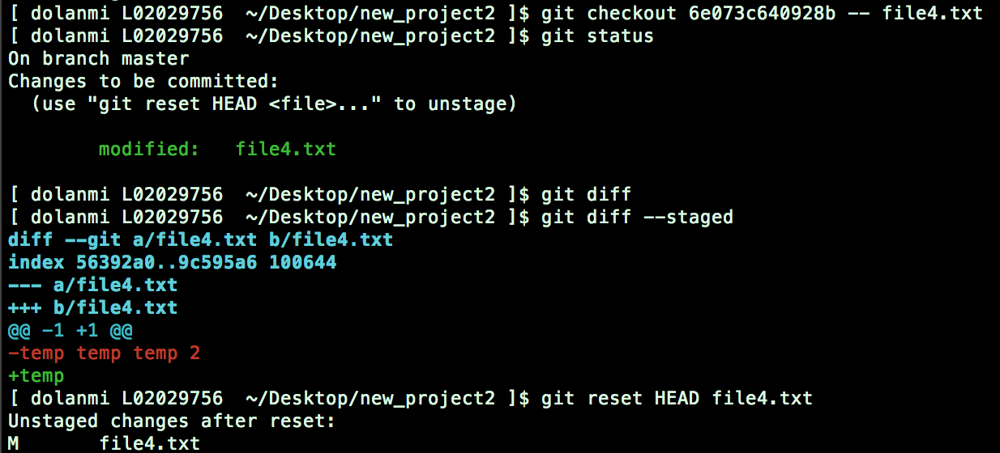 [ dolanmi L02029756  ~/Desktop/new_project2 ]$ git checkout 6e073c640928b -- file4.txt
[ dolanmi L02029756  ~/Desktop/new_project2 ]$ git status
On branch master
Changes to be committed:
  (use "git reset HEAD <file>..." to unstage)
        modified:   file4.txt
[ dolanmi L02029756  ~/Desktop/new_project2 ]$ git diff
[ dolanmi L02029756  ~/Desktop/new_project2 ]$ git diff --staged
diff --git a/file4.txt b/file4.txt
index 56392a0..9c595a6 100644
--- a/file4.txt
+++ b/file4.txt
@@ -1 +1 @@
-temp temp temp 2
+temp
[ dolanmi L02029756  ~/Desktop/new_project2 ]$ git reset HEAD file4.txt
Unstaged changes after reset:
M       file4.txt